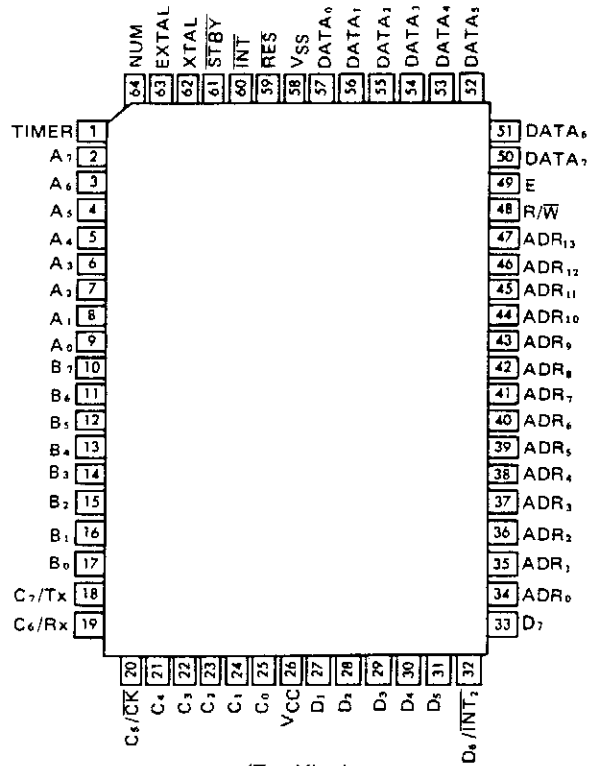 NUM
EXTAL
XTAL
STBY
INT
RES
VSS
DATA₀
DATA₁
DATA₂
DATA₃
DATA₄
DATA₅
64 63 62 61 60 59 58 57 56 55 54 53 52
TIMER 1
A₇ 2
A₆ 3
A₅ 4
A₄ 5
A₃ 6
A₂ 7
A₁ 8
A₀ 9
B₇ 10
B₆ 11
B₅ 12
B₄ 13
B₃ 14
B₂ 15
B₁ 16
B₀ 17
C₇/Tx 18
C₆/Rx 19
51 DATA₆
50 DATA₇
49 E
48 R/W
47 ADR₁₃
46 ADR₁₂
45 ADR₁₁
44 ADR₁₀
43 ADR₉
42 ADR₈
41 ADR₇
40 ADR₆
39 ADR₅
38 ADR₄
37 ADR₃
36 ADR₂
35 ADR₁
34 ADR₀
33 D₇
20 21 22 23 24 25 26 27 28 29 30 31 32
C₅/CK
C₄
C₃
C₂
C₁
C₀
VCC
D₁
D₂
D₃
D₄
D₅
D₆/INT₂